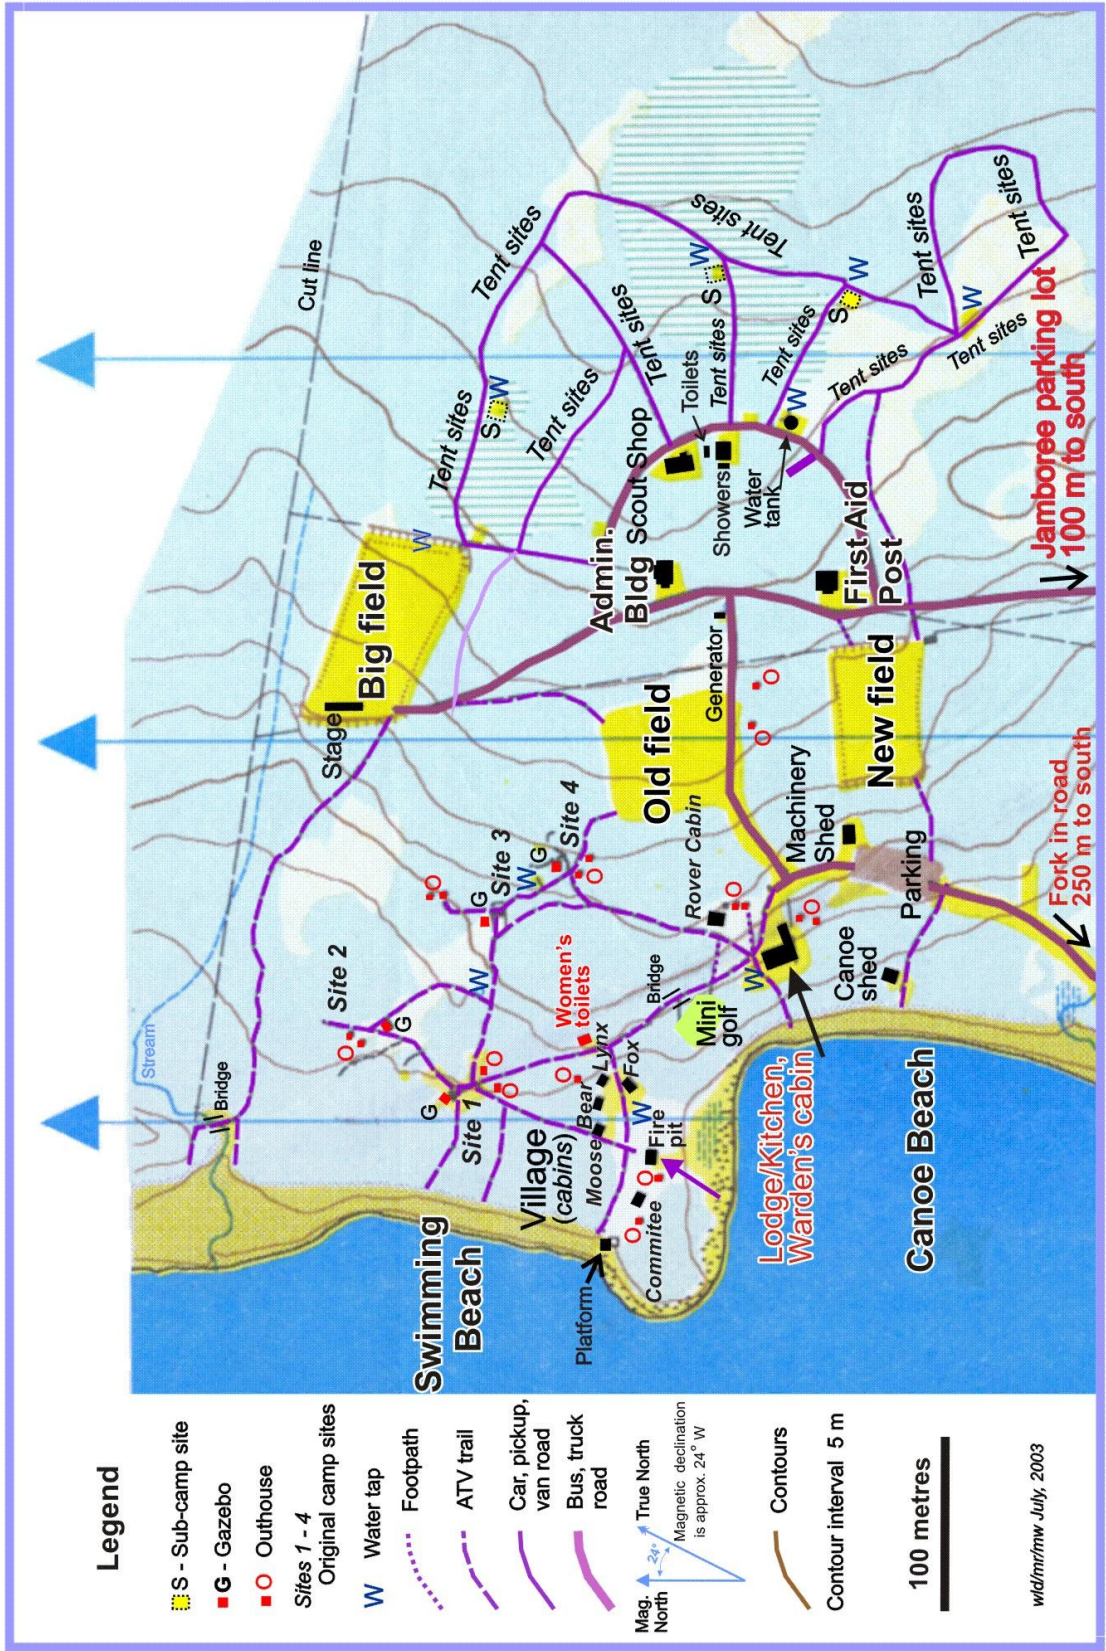 Legend
S - Sub-camp site
G - Gazebo
O Outhouse
Sites 1 - 4
Original camp sites
W Water tap
Footpath
ATV trail
Car, pickup,
van road
Bus, truck
road
Mag.
North
24°
True North
Magnetic declination
is approx. 24° W
Contours
Contour interval 5 m
100 metres
wld/mr/mw July, 2003
Stream
Bridge
Cut line
Swimming
Beach
Platform
Site 2
O
G
G
Site 1
O
O
W
Site 3
G
O
W
G
Site 4
O
Village
(cabins)
Moose
Bear
Lynx
Fox
O
Women's
toilets
W
Fire
pit
O
O
Commitee
Bridge
Mini
golf
Rover Cabin
O
W
O
Lodge/Kitchen,
Warden's cabin
Canoe Beach
Canoe
shed
Parking
Machinery
Shed
Fork in road
250 m to south
Stage
Big field
W
Old field
Generator
O
O
New field
Admin.
Bldg
Scout Shop
Toilets
Showers
Water
tank
W
First Aid
Post
Jamboree parking lot
100 m to south
Tent sites
S
W
Tent sites
Tent sites
Tent sites
Tent sites
Tent sites
S
W
Tent sites
S
W
Tent sites
Tent sites
W
Tent sites
Tent sites